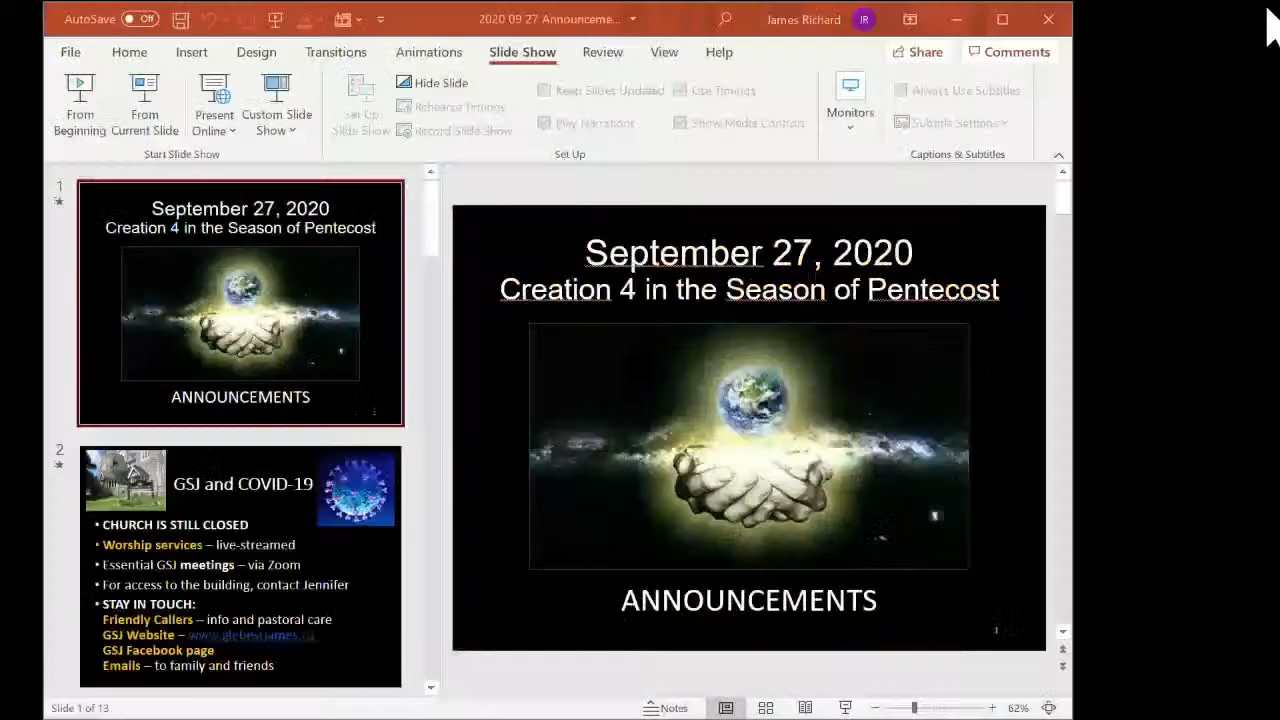 AutoSave Off 2020 09 27 Announceme... James Richard JR
File Home Insert Design Transitions Animations Slide Show Review View Help Share Comments
From Beginning
From Current Slide
Present Online
Custom Slide Show
Start Slide Show
Set Up Slide Show
Hide Slide
Rehearse Timings
Record Slide Show
Keep Slides Updated
Play Narrations
Use Timings
Show Media Controls
Set Up
Monitors
Always Use Subtitles
Subtitle Settings
Captions & Subtitles
1
September 27, 2020
Creation 4 in the Season of Pentecost
ANNOUNCEMENTS
2
GSJ and COVID-19
• CHURCH IS STILL CLOSED
• Worship services – live-streamed
• Essential GSJ meetings – via Zoom
• For access to the building, contact Jennifer
• STAY IN TOUCH:
Friendly Callers – info and pastoral care
GSJ Website – www.glebestjames.ca
GSJ Facebook page
Emails – to family and friends
September 27, 2020
Creation 4 in the Season of Pentecost
ANNOUNCEMENTS
Slide 1 of 13 Notes 62%